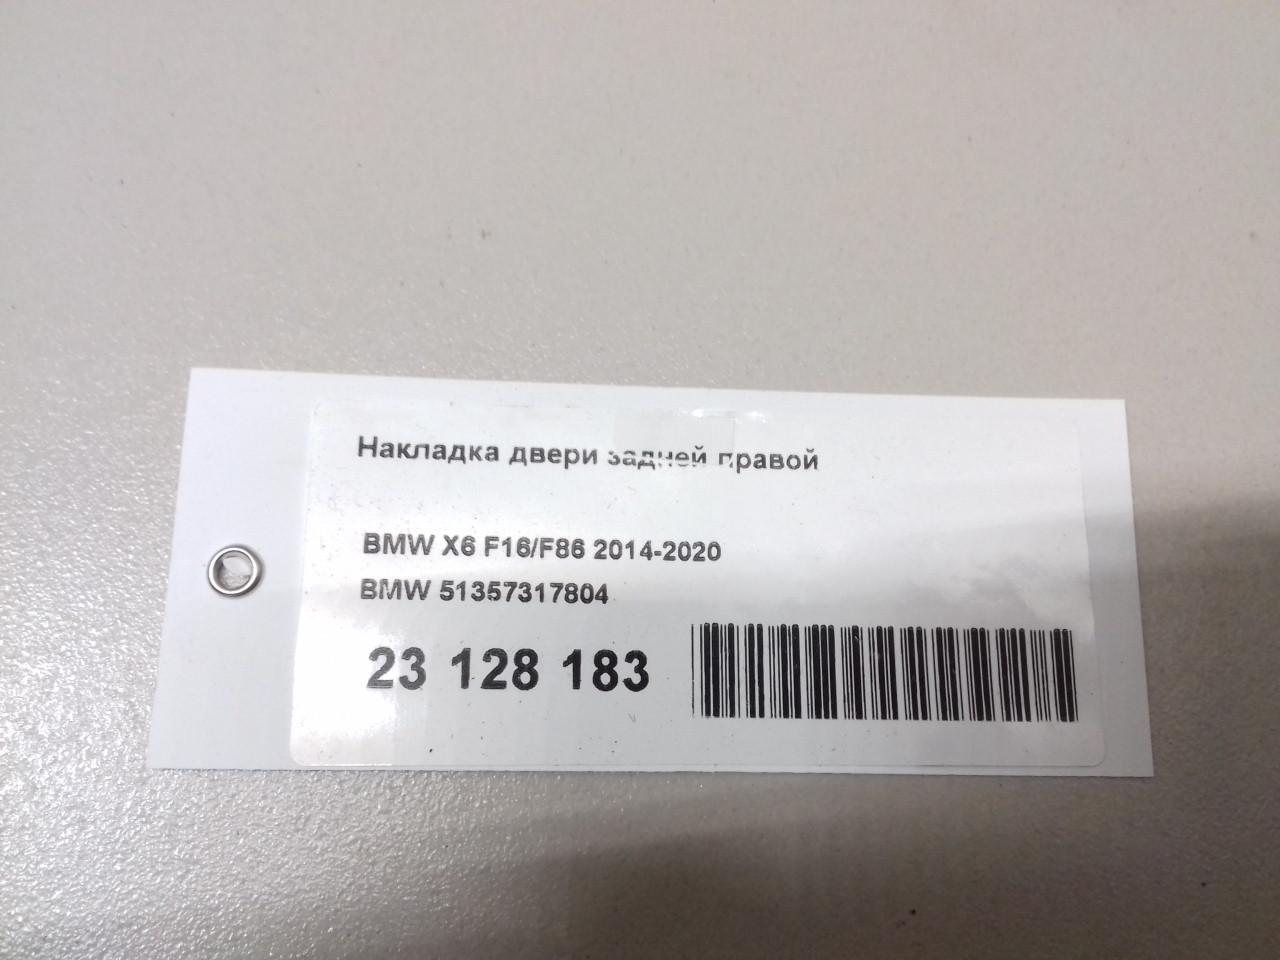 Накладка двери задней правой
BMW X6 F16/F86 2014-2020
BMW 51357317804
23 128 183